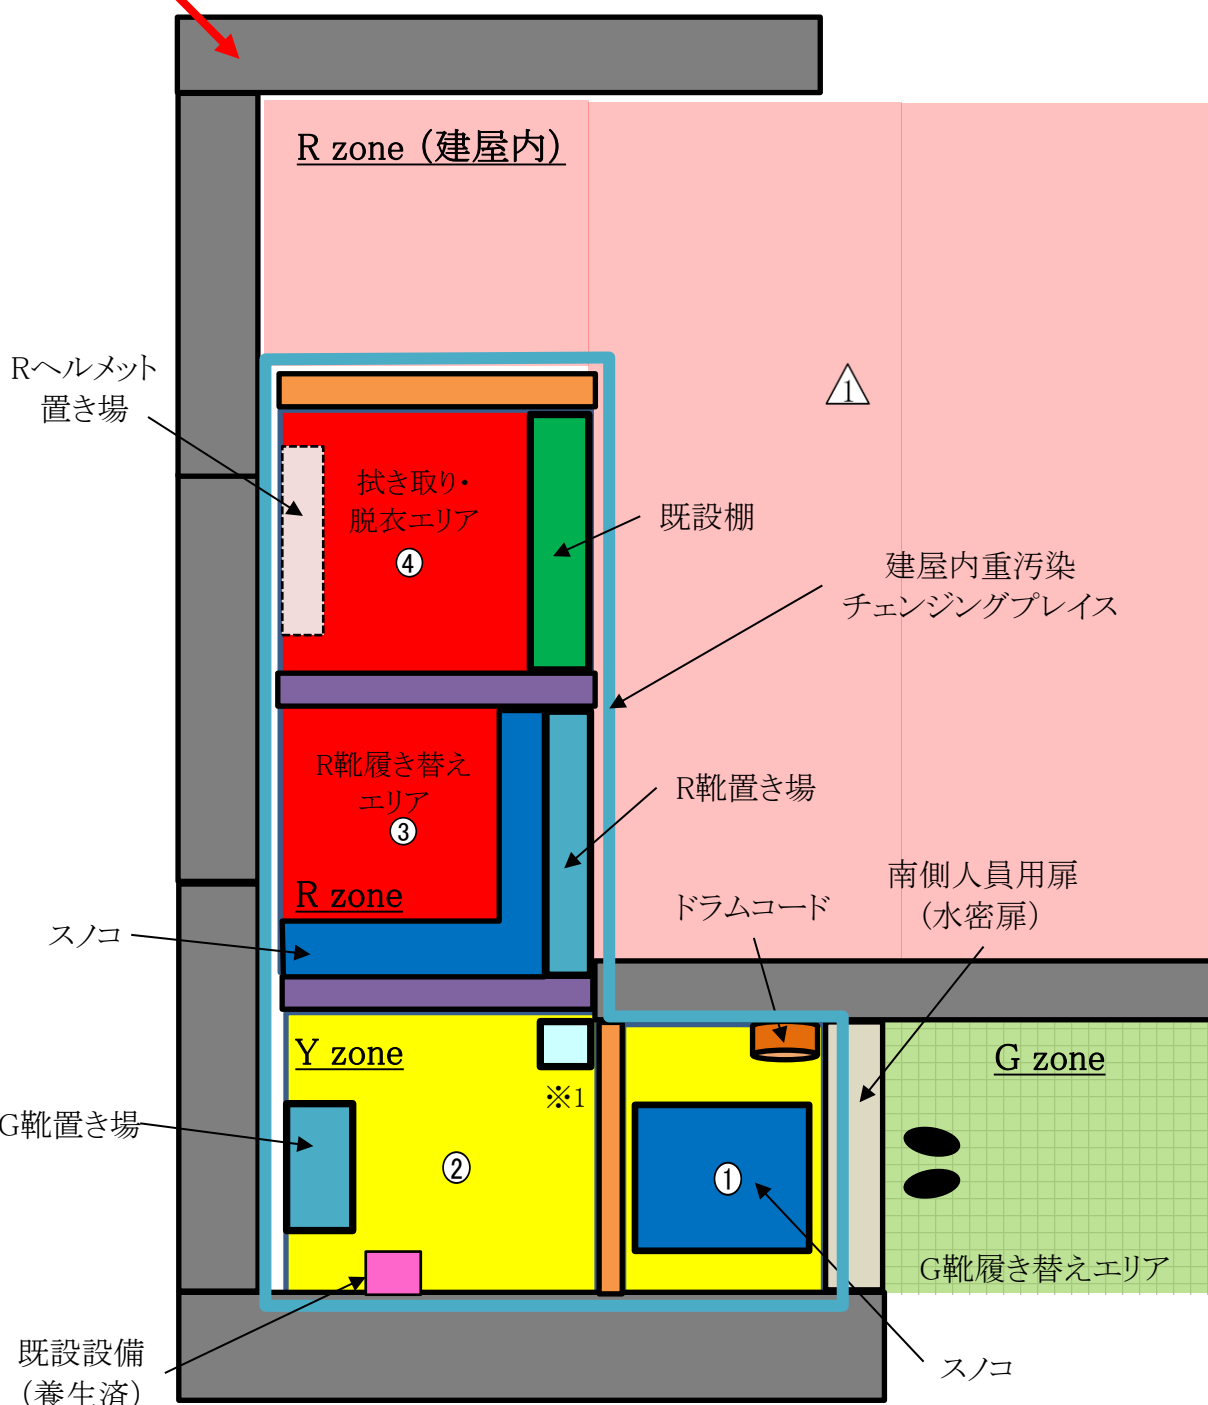 R zone (建屋内)
Rヘルメット
置き場
1
拭き取り・
脱衣エリア
④
既設棚
建屋内重汚染
チェンジングプレイス
R靴履き替え
エリア
③
R靴置き場
R zone
南側人員用扉
(水密扉)
ドラムコード
スノコ
Y zone
G zone
※1
G靴置き場
②
①
G靴履き替えエリア
既設設備
(養生済)
スノコ